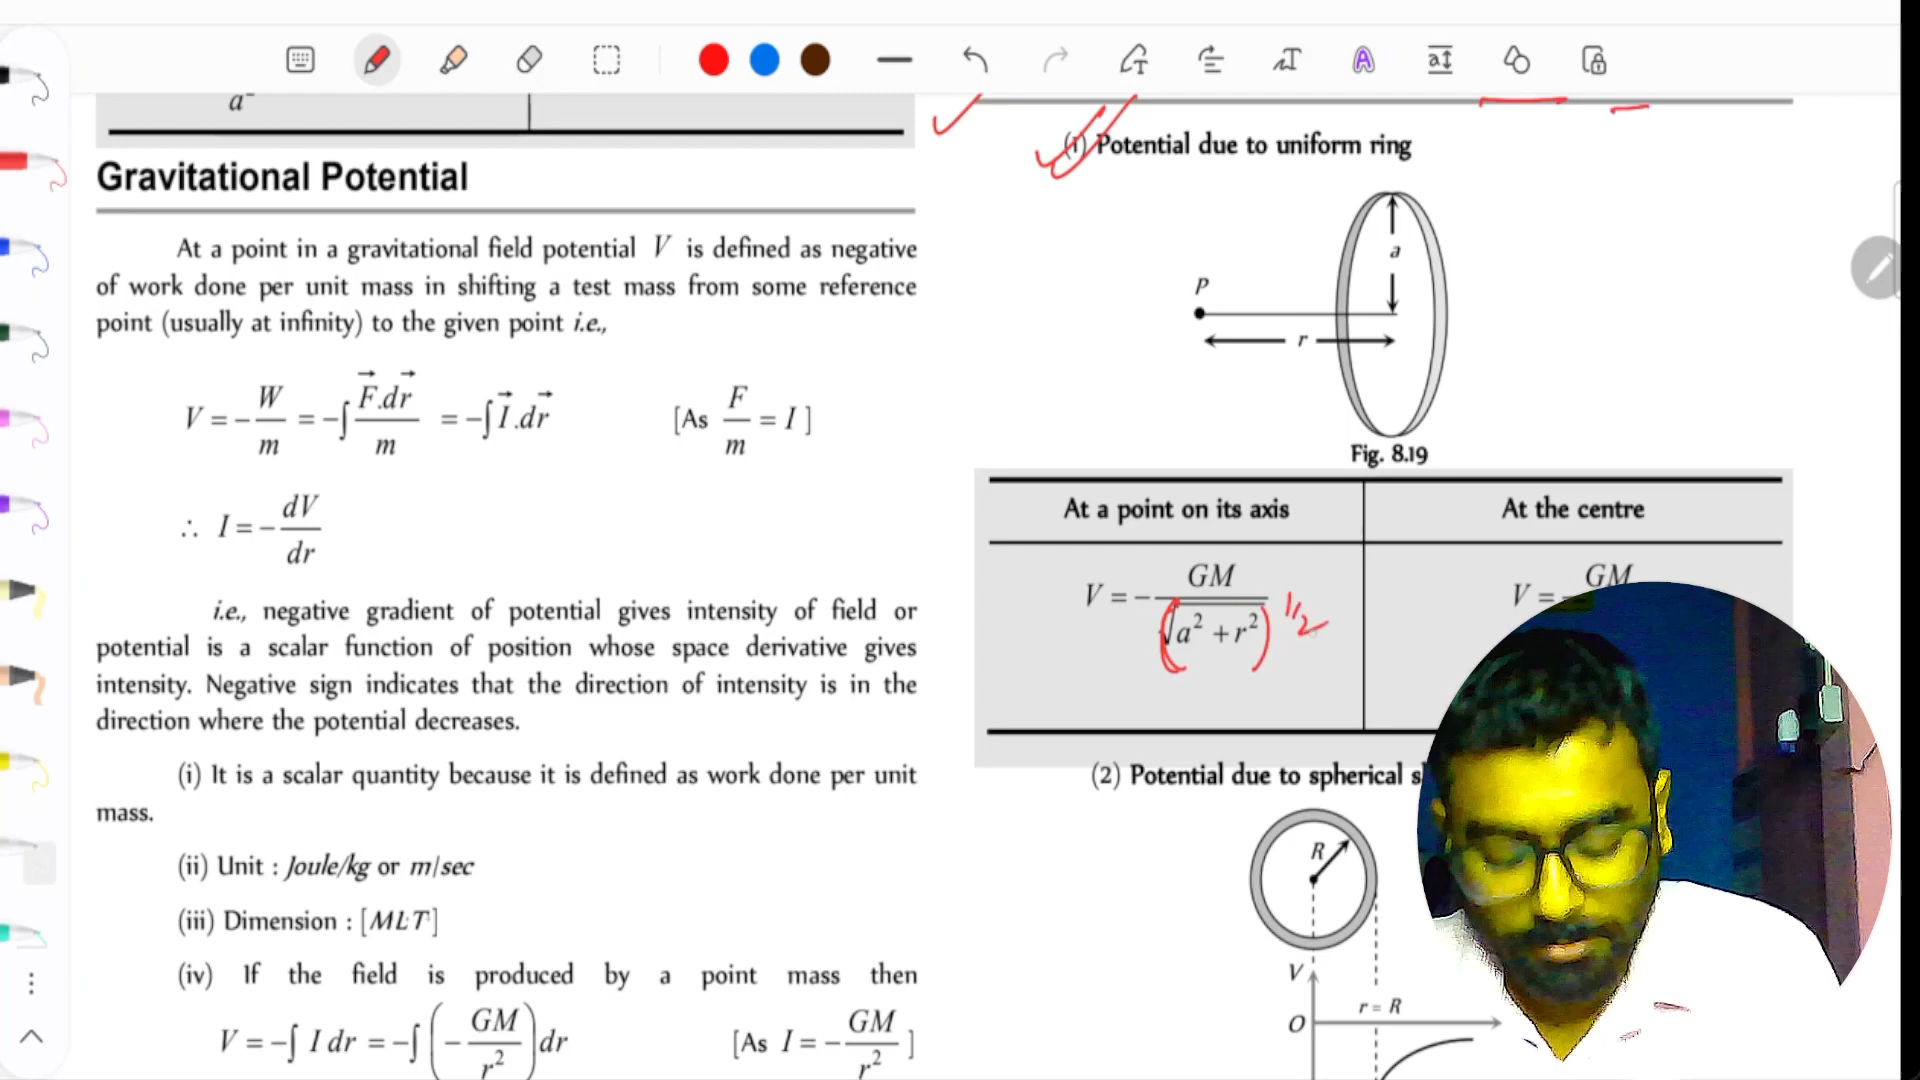 a
Gravitational Potential
At a point in a gravitational field potential V is defined as negative
of work done per unit mass in shifting a test mass from some reference
point (usually at infinity) to the given point i.e.,
V = -W/m = -∫ F⃗.dr⃗/m = -∫ I⃗.dr⃗ [As F/m = I ]
∴ I = -dV/dr
i.e., negative gradient of potential gives intensity of field or
potential is a scalar function of position whose space derivative gives
intensity. Negative sign indicates that the direction of intensity is in the
direction where the potential decreases.
(i) It is a scalar quantity because it is defined as work done per unit
mass.
(ii) Unit : Joule/kg or m/sec
(iii) Dimension : [MLT]
(iv) If the field is produced by a point mass then
V = -∫ I dr = -∫ (-GM/r²) dr [As I = -GM/r² ]
(1) Potential due to uniform ring
a
P
r
Fig. 8.19
At a point on its axis At the centre
V = -GM/√(a² + r²) 1/2 V = GM
(2) Potential due to spherical
R
V
r = R
O